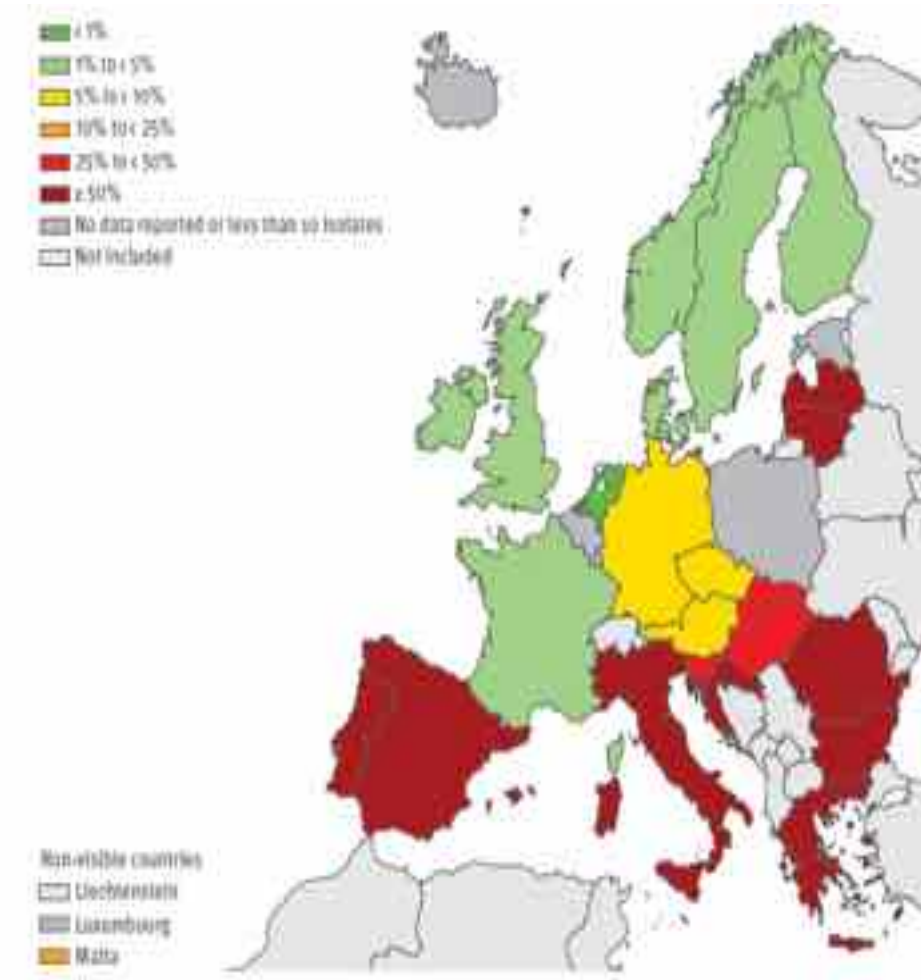 < 1%
1% to < 5%
5% to < 10%
10% to < 25%
25% to < 50%
≥ 50%
No data reported or less than 10 isolates
Not included
Non-visible countries
Liechtenstein
Luxembourg
Malta